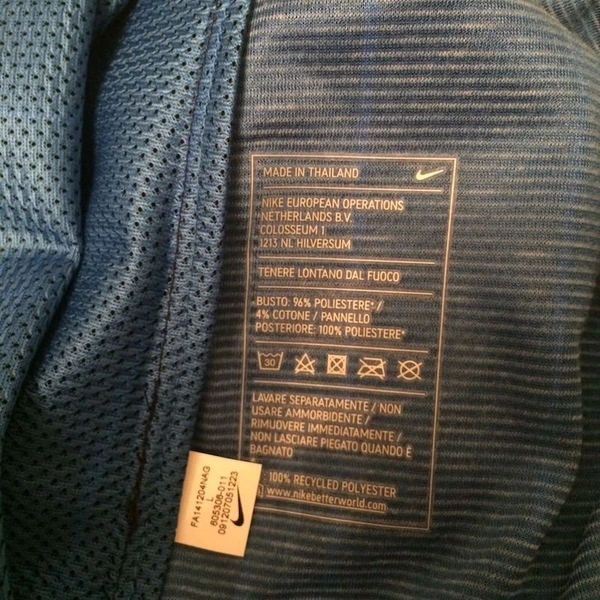 MADE IN THAILAND
NIKE EUROPEAN OPERATIONS
NETHERLANDS B.V.
COLOSSEUM 1
1213 NL HILVERSUM
TENERE LONTANO DAL FUOCO
BUSTO: 96% POLIESTERE* /
4% COTONE / PANNELLO
POSTERIORE: 100% POLIESTERE*
30
LAVARE SEPARATAMENTE / NON
USARE AMMORBIDENTE /
RIMUOVERE IMMEDIATAMENTE /
NON LASCIARE PIEGATO QUANDO È
BAGNATO
: 100% RECYCLED POLYESTER
www.nikebetterworld.com
FA141204NAG
L
605306-011
091207051223